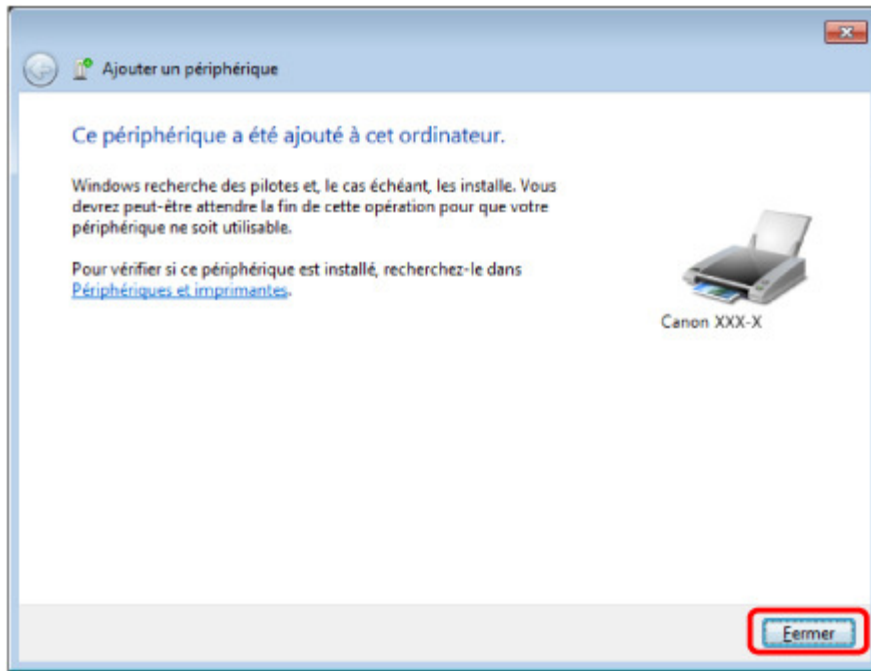 Ajouter un périphérique
Ce périphérique a été ajouté à cet ordinateur.
Windows recherche des pilotes et, le cas échéant, les installe. Vous
devrez peut-être attendre la fin de cette opération pour que votre
périphérique ne soit utilisable.
Pour vérifier si ce périphérique est installé, recherchez-le dans
Périphériques et imprimantes.
Canon XXX-X
Fermer